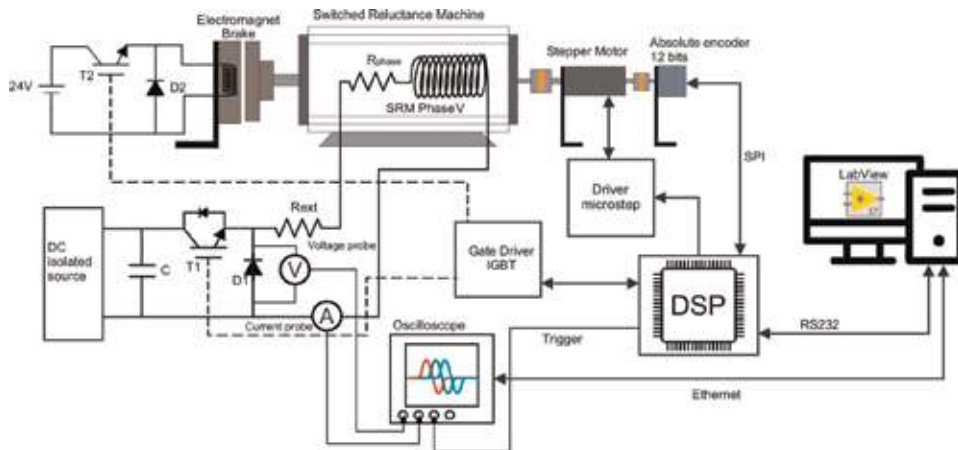 Electromagnet
Brake
Switched Reluctance Machine
Stepper Motor
Absolute encoder
12 bits
24V
T2
D2
Rphase
SRM PhaseV
SPI
LabView
Driver
microstep
DC
isolated
source
C
T1
Rext
Voltage probe
D1
V
Gate Driver
IGBT
DSP
Current probe
A
Oscilloscope
Trigger
RS232
Ethernet